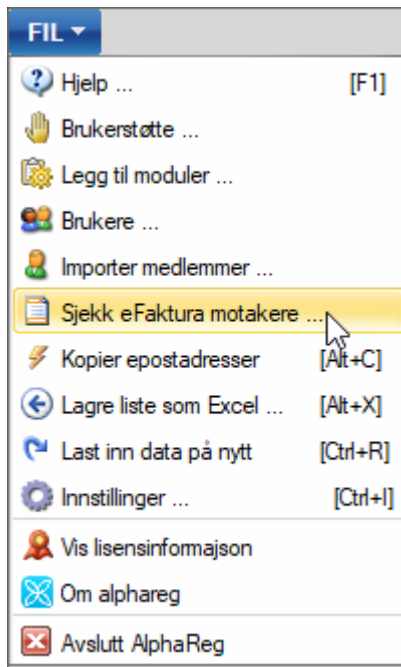 FIL
Hjelp ... [F1]
Brukerstøtte ...
Legg til moduler ...
Brukere ...
Importer medlemmer ...
Sjekk eFaktura motakere ...
Kopier epostadresser [Alt+C]
Lagre liste som Excel ... [Alt+X]
Last inn data på nytt [Ctrl+R]
Innstillinger ... [Ctrl+I]
Vis lisensinformajson
Om alphareg
Avslutt AlphaReg